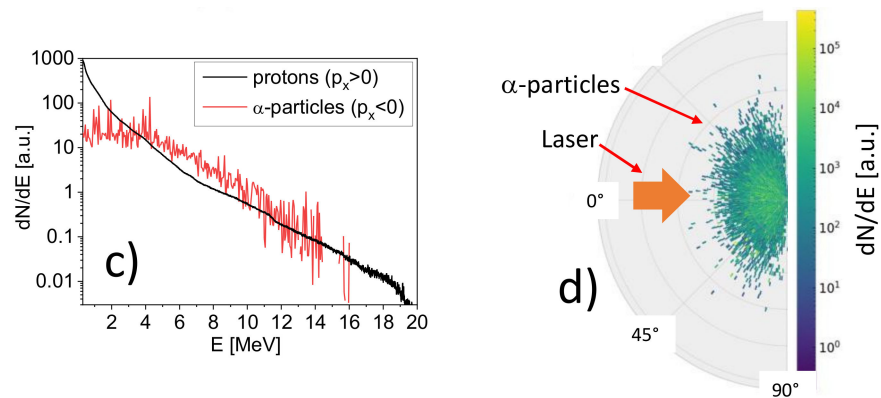 1000
100
10
1
0.1
0.01
dN/dE [a.u.]
protons (pₓ>0)
α-particles (pₓ<0)
c)
2 4 6 8 10 12 14 16 18 20
E [MeV]
α-particles
Laser
0°
d)
45°
90°
10⁵
10⁴
10³
10²
10¹
10⁰
dN/dE [a.u.]